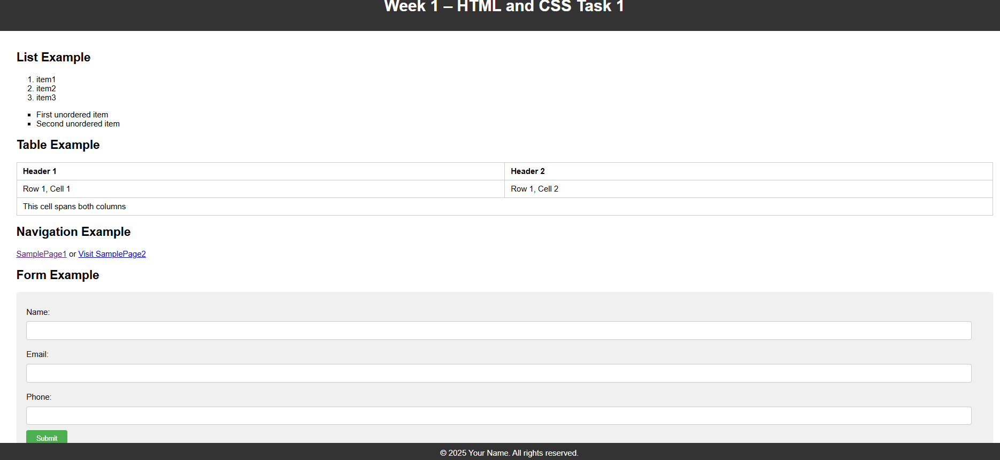 Week 1 – HTML and CSS Task 1
List Example
1. item1
2. item2
3. item3
▪ First unordered item
▪ Second unordered item
Table Example
Header 1 Header 2
Row 1, Cell 1 Row 1, Cell 2
This cell spans both columns
Navigation Example
SamplePage1 or Visit SamplePage2
Form Example
Name:
Email:
Phone:
Submit
© 2025 Your Name. All rights reserved.